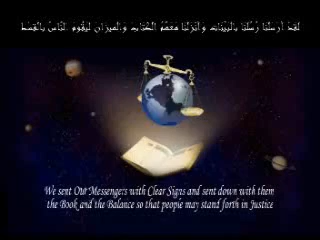 لقد أرسلنا رسلنا بالبينات وأنزلنا معهم الكتاب والميزان ليقوم الناس بالقسط
We sent Our Messengers with Clear Signs and sent down with them
the Book and the Balance so that people may stand forth in Justice